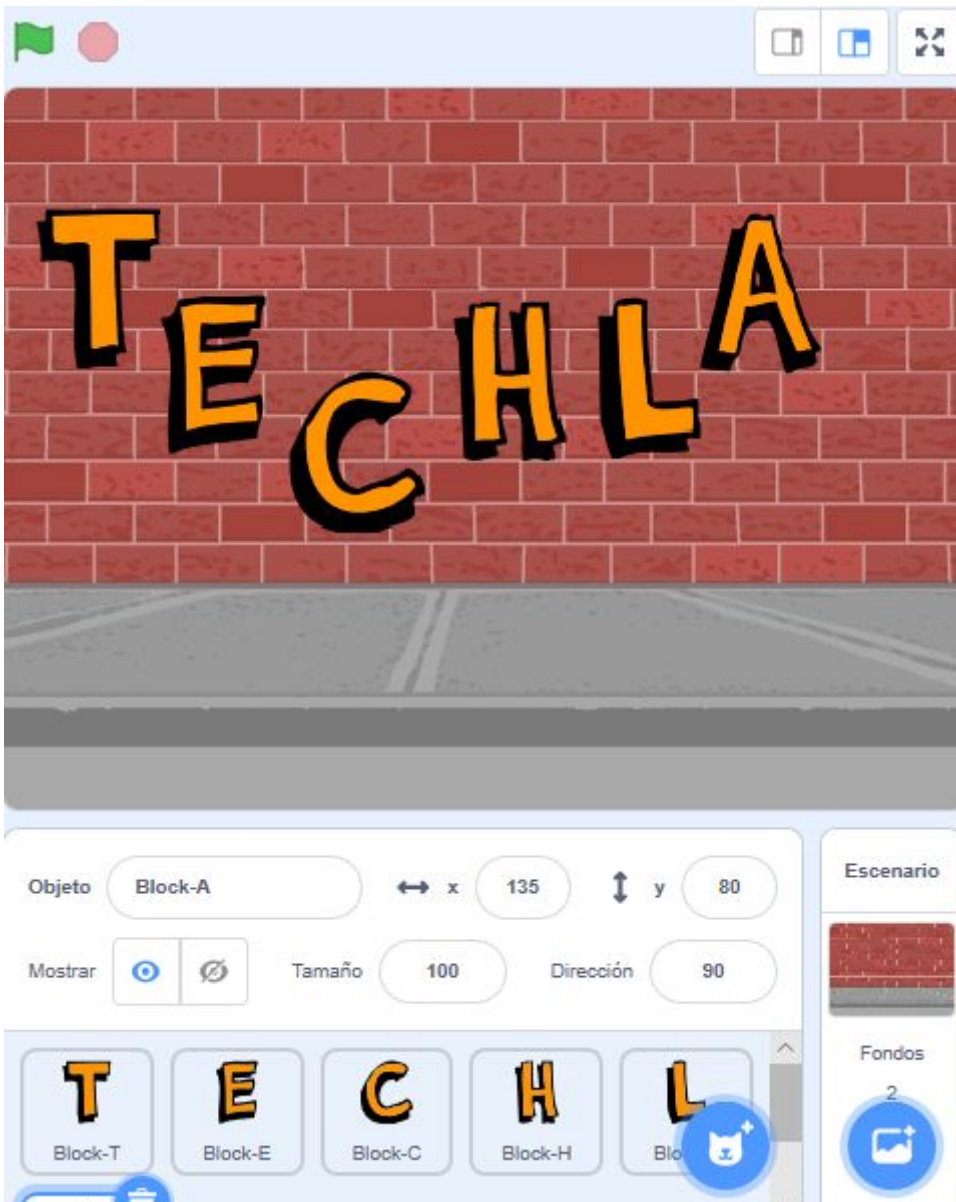 TECHLA
Objeto Block-A x 135 y 80
Escenario
Mostrar Tamaño 100 Dirección 90
T E C H L
Fondos
2
Block-T Block-E Block-C Block-H